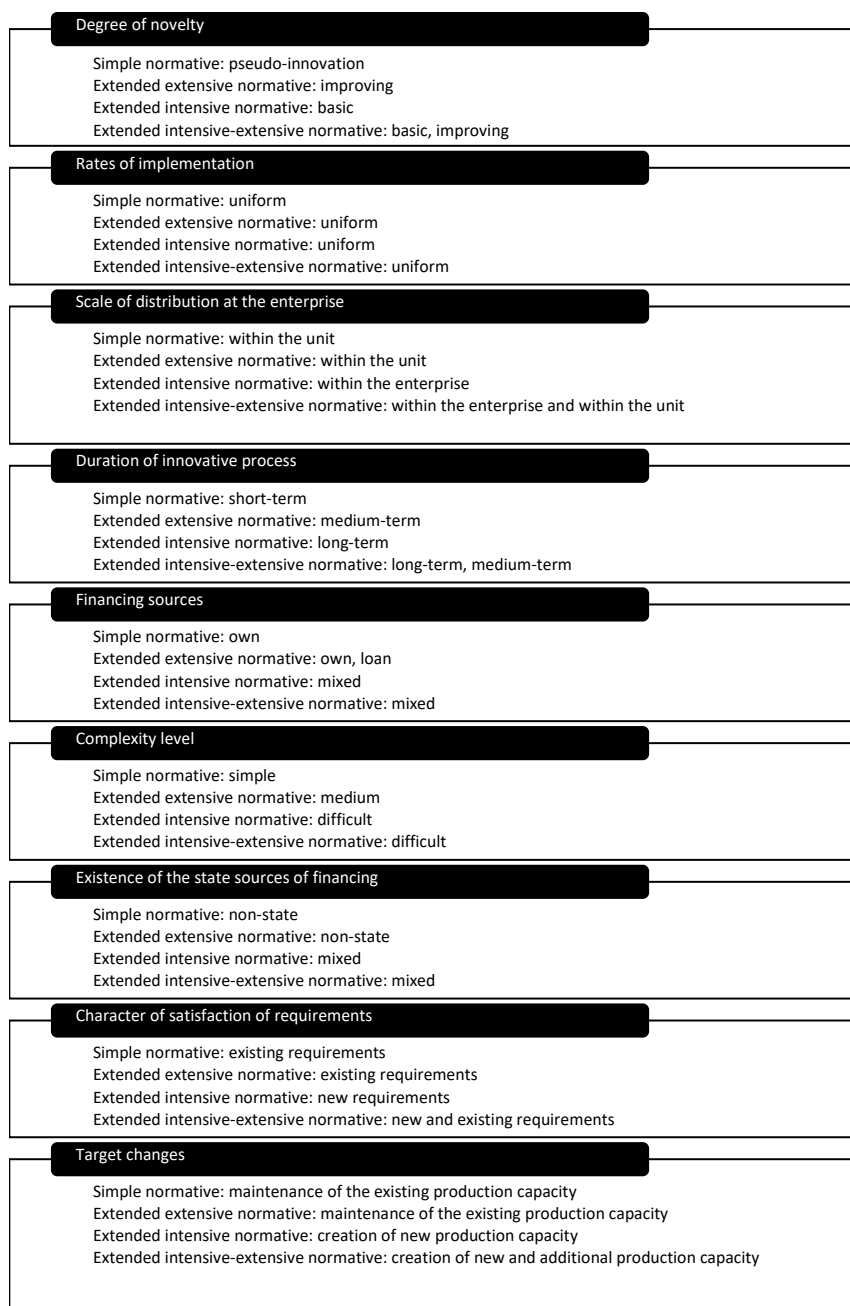 Degree of novelty
Simple normative: pseudo-innovation
Extended extensive normative: improving
Extended intensive normative: basic
Extended intensive-extensive normative: basic, improving
Rates of implementation
Simple normative: uniform
Extended extensive normative: uniform
Extended intensive normative: uniform
Extended intensive-extensive normative: uniform
Scale of distribution at the enterprise
Simple normative: within the unit
Extended extensive normative: within the unit
Extended intensive normative: within the enterprise
Extended intensive-extensive normative: within the enterprise and within the unit
Duration of innovative process
Simple normative: short-term
Extended extensive normative: medium-term
Extended intensive normative: long-term
Extended intensive-extensive normative: long-term, medium-term
Financing sources
Simple normative: own
Extended extensive normative: own, loan
Extended intensive normative: mixed
Extended intensive-extensive normative: mixed
Complexity level
Simple normative: simple
Extended extensive normative: medium
Extended intensive normative: difficult
Extended intensive-extensive normative: difficult
Existence of the state sources of financing
Simple normative: non-state
Extended extensive normative: non-state
Extended intensive normative: mixed
Extended intensive-extensive normative: mixed
Character of satisfaction of requirements
Simple normative: existing requirements
Extended extensive normative: existing requirements
Extended intensive normative: new requirements
Extended intensive-extensive normative: new and existing requirements
Target changes
Simple normative: maintenance of the existing production capacity
Extended extensive normative: maintenance of the existing production capacity
Extended intensive normative: creation of new production capacity
Extended intensive-extensive normative: creation of new and additional production capacity